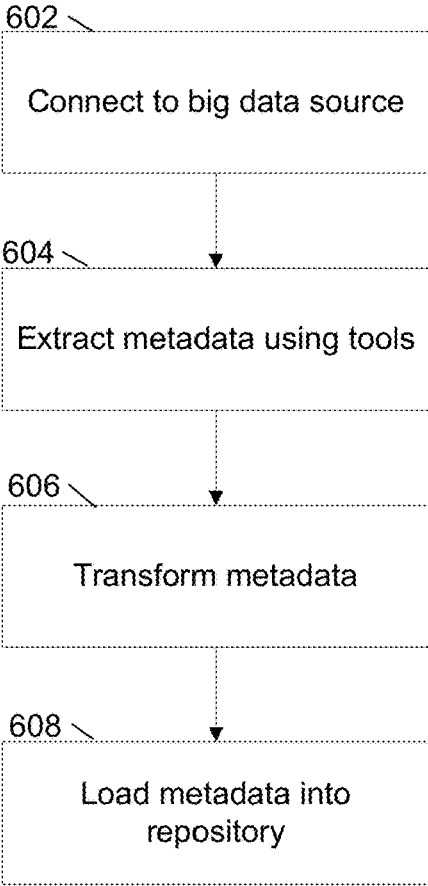 602
Connect to big data source
604
Extract metadata using tools
606
Transform metadata
608
Load metadata into
repository